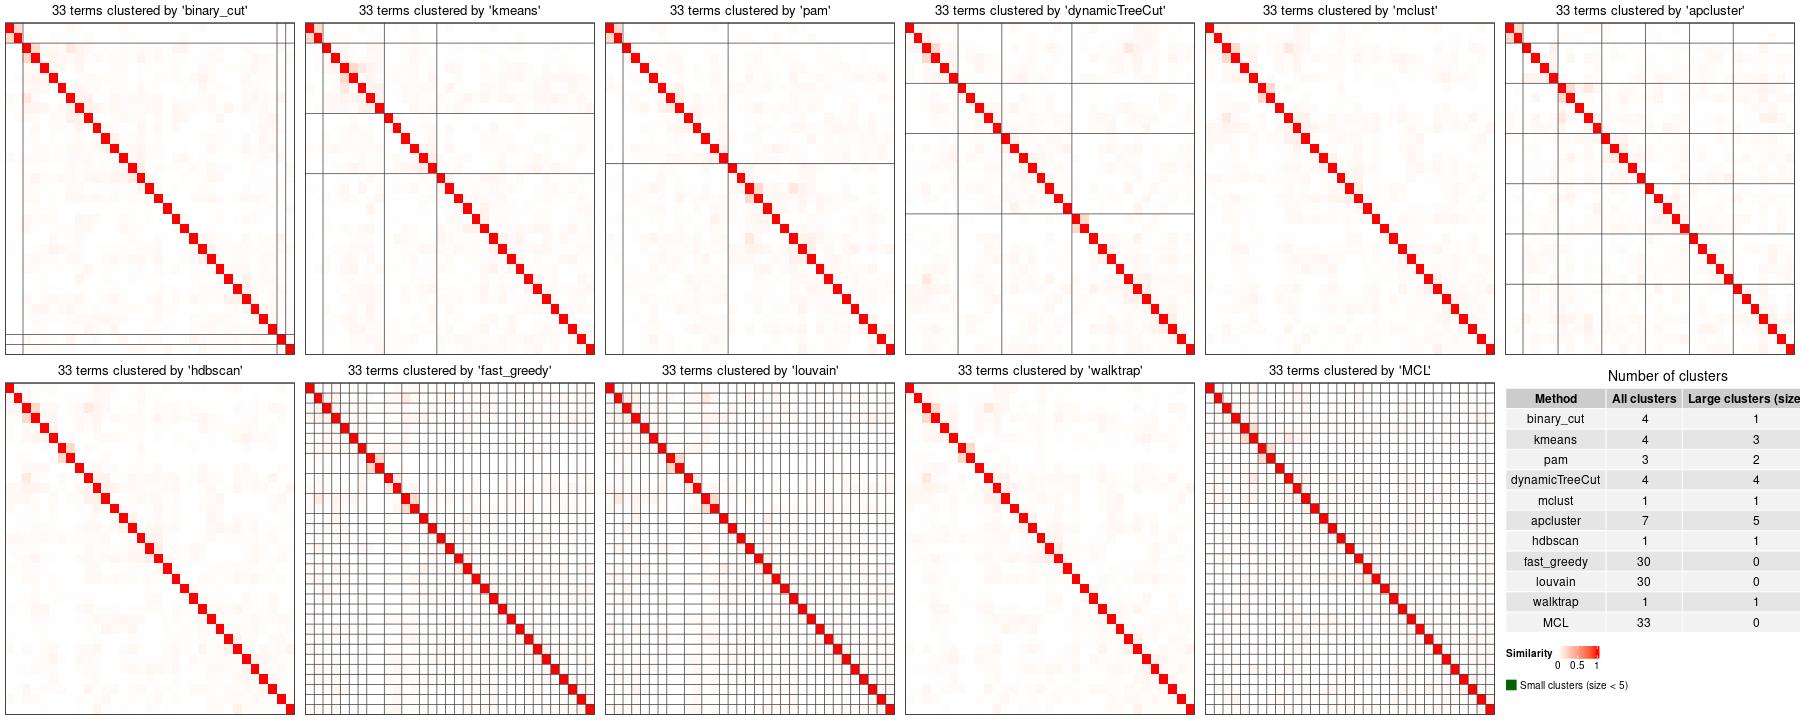 33 terms clustered by 'binary_cut'
33 terms clustered by 'kmeans'
33 terms clustered by 'pam'
33 terms clustered by 'dynamicTreeCut'
33 terms clustered by 'mclust'
33 terms clustered by 'apcluster'
33 terms clustered by 'hdbscan'
33 terms clustered by 'fast_greedy'
33 terms clustered by 'louvain'
33 terms clustered by 'walktrap'
33 terms clustered by 'MCL'
Number of clusters
Method All clusters Large clusters (size
binary_cut 4 1
kmeans 4 3
pam 3 2
dynamicTreeCut 4 4
mclust 1 1
apcluster 7 5
hdbscan 1 1
fast_greedy 30 0
louvain 30 0
walktrap 1 1
MCL 33 0
Similarity
0 0.5 1
Small clusters (size < 5)